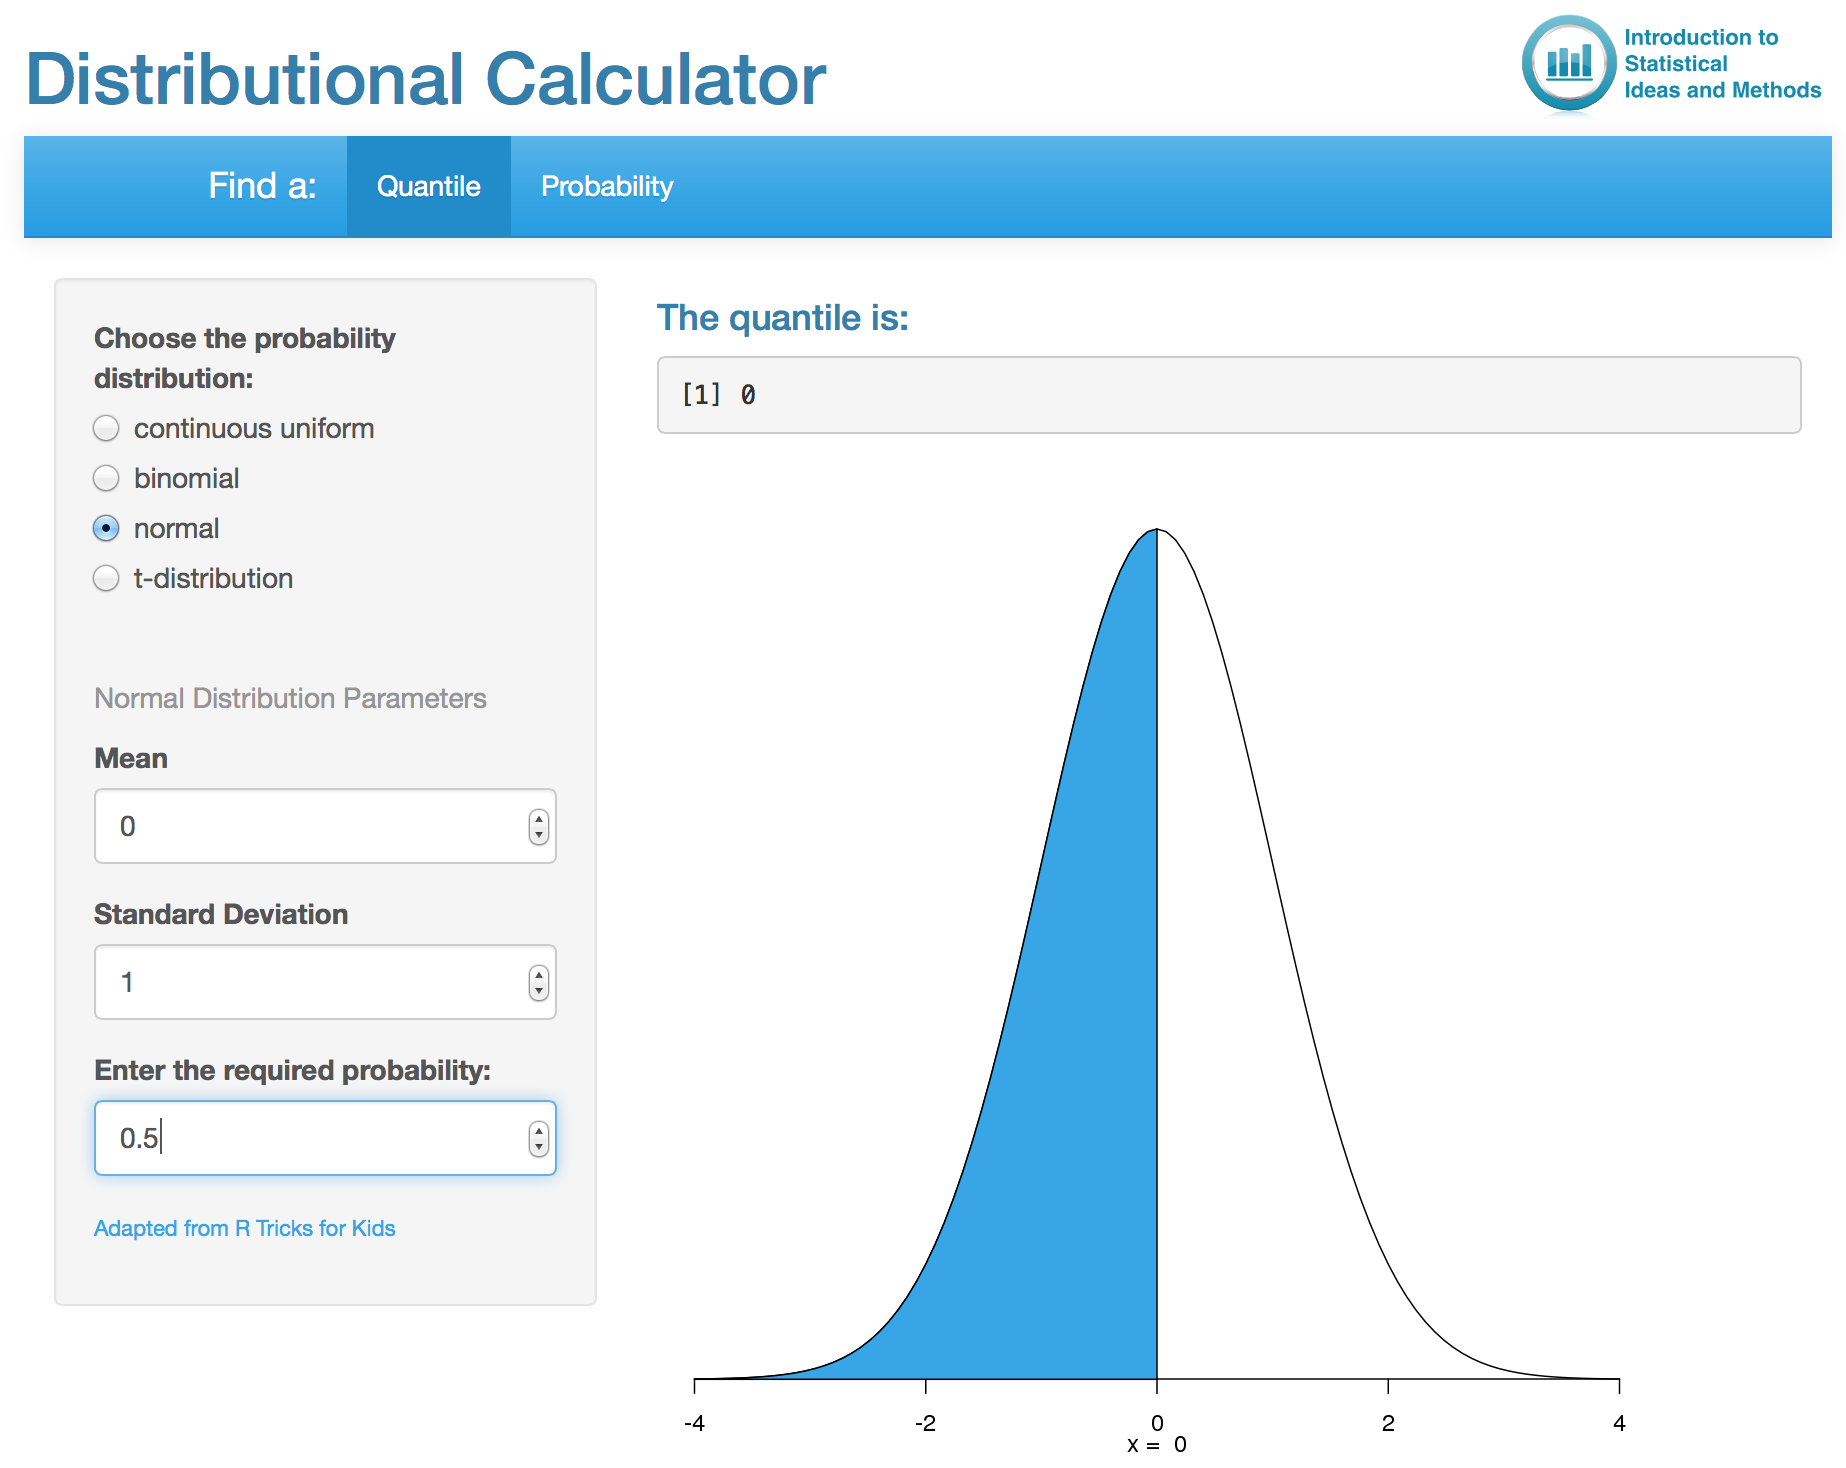 Distributional Calculator
Introduction to
Statistical
Ideas and Methods
Find a: Quantile Probability
Choose the probability
distribution:
continuous uniform
binomial
normal
t-distribution
Normal Distribution Parameters
Mean
0
Standard Deviation
1
Enter the required probability:
0.5
Adapted from R Tricks for Kids
The quantile is:
[1] 0
-4 -2 0 2 4
x = 0